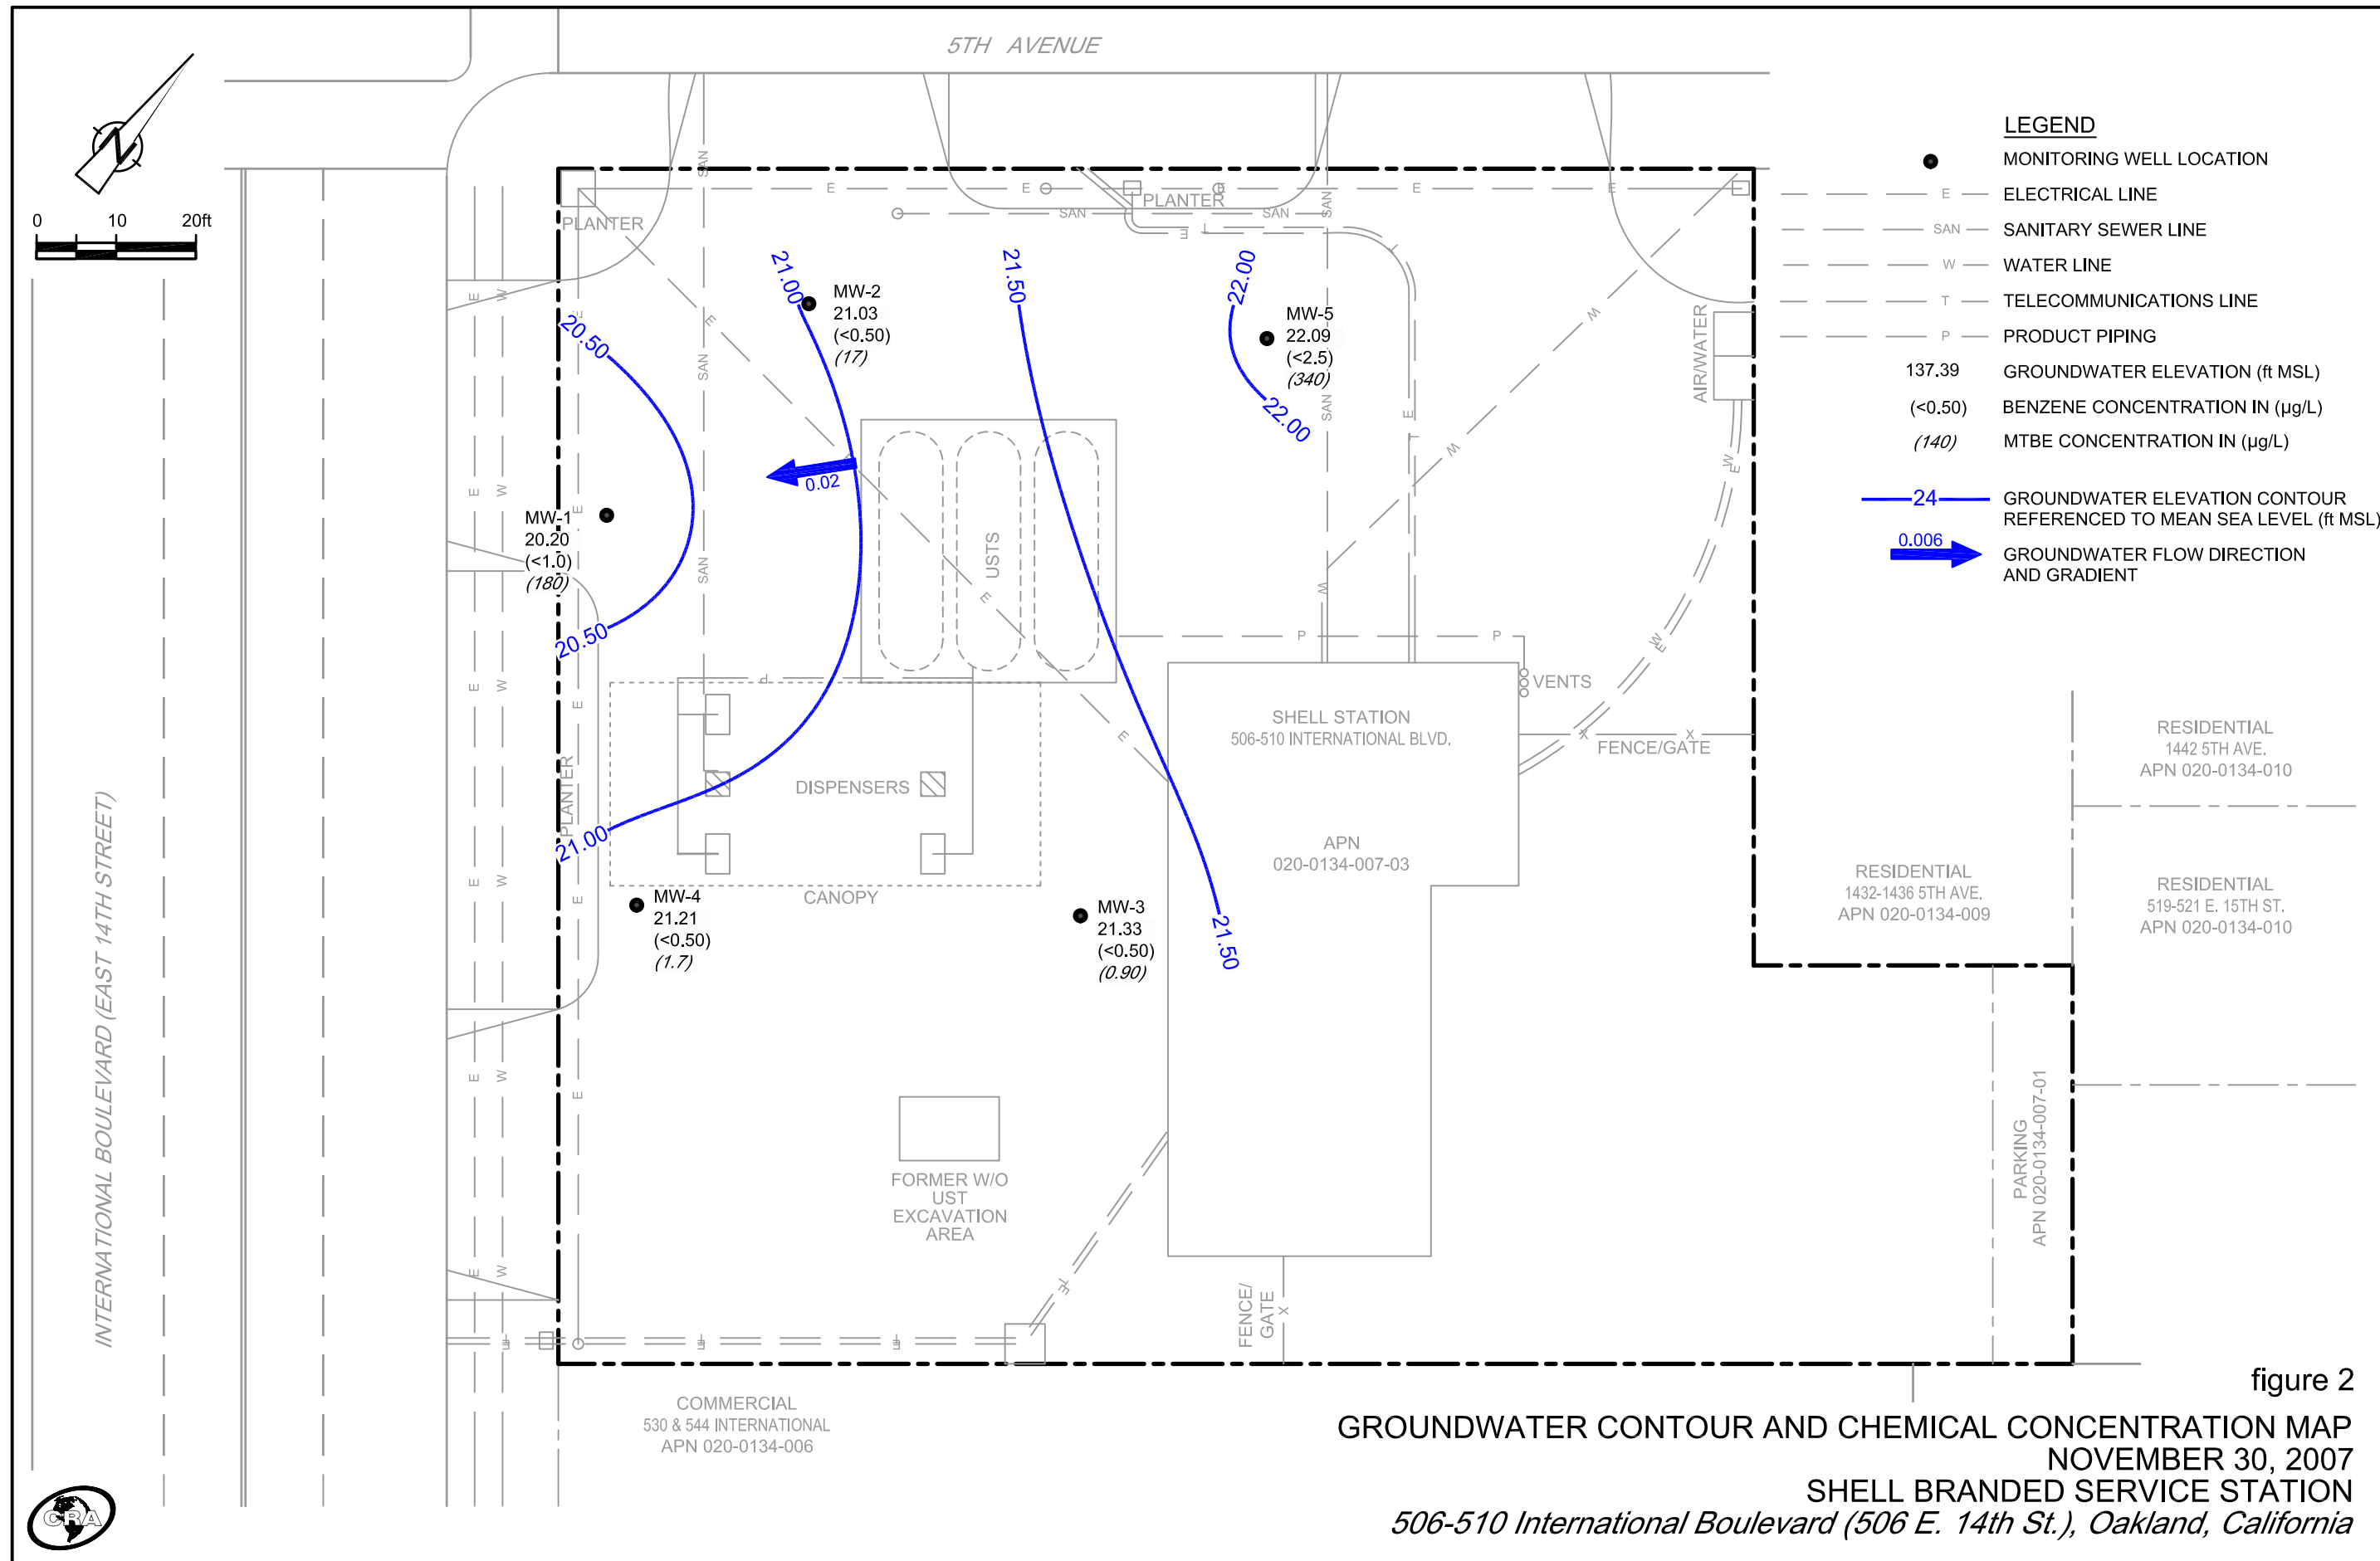 5TH AVENUE
N
0 10 20ft
LEGEND
MONITORING WELL LOCATION
E ELECTRICAL LINE
SAN SANITARY SEWER LINE
W WATER LINE
T TELECOMMUNICATIONS LINE
P PRODUCT PIPING
137.39 GROUNDWATER ELEVATION (ft MSL)
(<0.50) BENZENE CONCENTRATION IN (µg/L)
(140) MTBE CONCENTRATION IN (µg/L)
24 GROUNDWATER ELEVATION CONTOUR
REFERENCED TO MEAN SEA LEVEL (ft MSL)
0.006
GROUNDWATER FLOW DIRECTION
AND GRADIENT
PLANTER
PLANTER
21.00
21.50
22.00
MW-2
21.03
(<0.50)
(17)
MW-5
22.09
(<2.5)
(340)
22.00
20.50
AIR/WATER
0.02
MW-1
20.20
(<1.0)
(180)
20.50
USTS
VENTS
SHELL STATION
506-510 INTERNATIONAL BLVD.
FENCE/GATE
APN
020-0134-007-03
DISPENSERS
PLANTER
21.00
CANOPY
MW-4
21.21
(<0.50)
(1.7)
MW-3
21.33
(<0.50)
(0.90)
21.50
RESIDENTIAL
1442 5TH AVE.
APN 020-0134-010
RESIDENTIAL
1432-1436 5TH AVE.
APN 020-0134-009
RESIDENTIAL
519-521 E. 15TH ST.
APN 020-0134-010
INTERNATIONAL BOULEVARD (EAST 14TH STREET)
FORMER W/O
UST
EXCAVATION
AREA
FENCE/
GATE
PARKING
APN 020-0134-007-01
COMMERCIAL
530 & 544 INTERNATIONAL
APN 020-0134-006
CRA
figure 2
GROUNDWATER CONTOUR AND CHEMICAL CONCENTRATION MAP
NOVEMBER 30, 2007
SHELL BRANDED SERVICE STATION
506-510 International Boulevard (506 E. 14th St.), Oakland, California